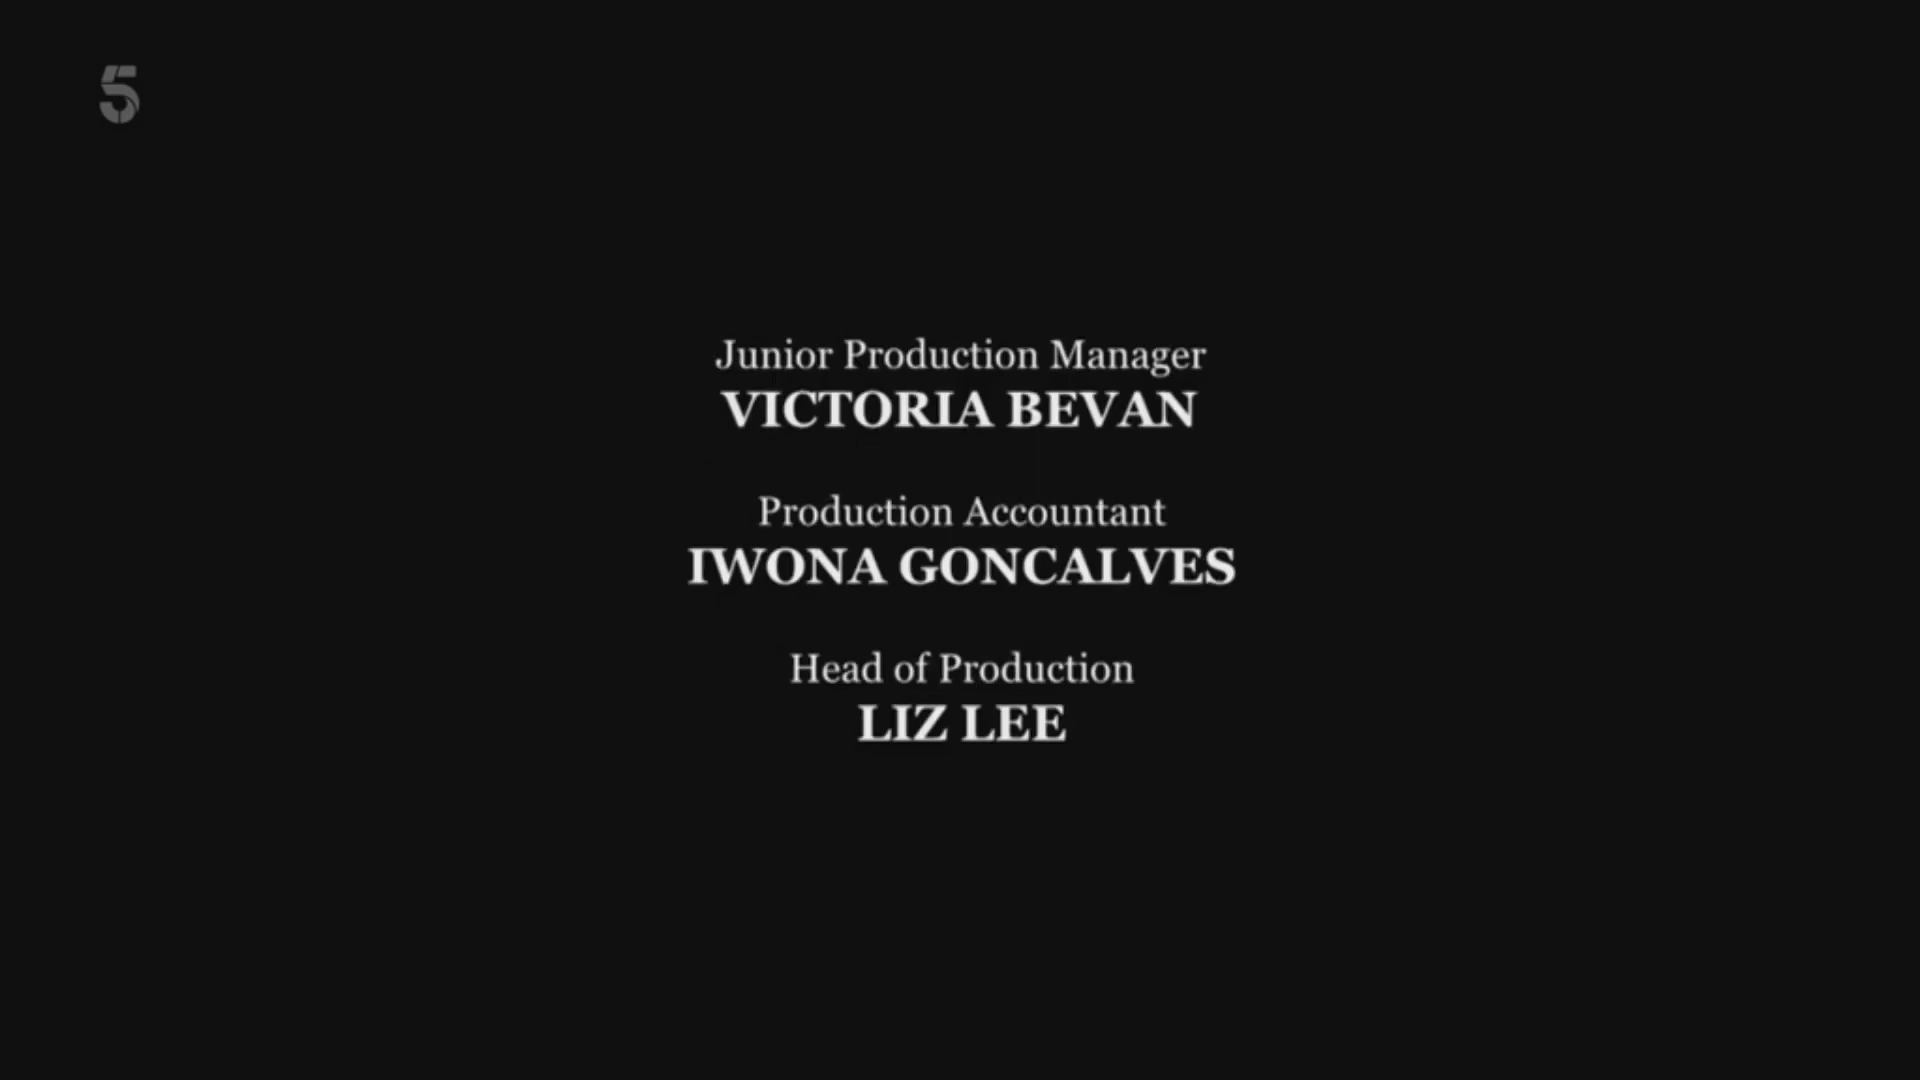 5
Junior Production Manager
VICTORIA BEVAN
Production Accountant
IWONA GONCALVES
Head of Production
LIZ LEE